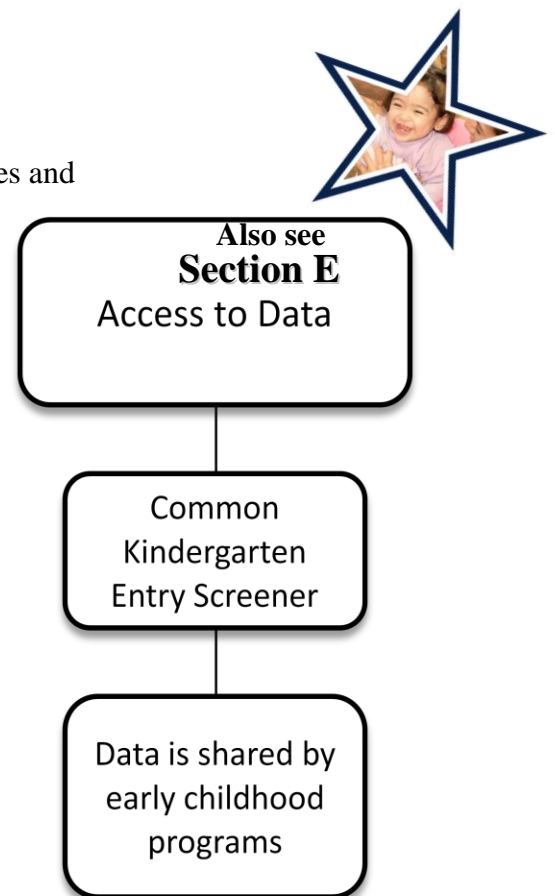 es and
Also see
Section E
Access to Data
Common
Kindergarten
Entry Screener
Data is shared by
early childhood
programs